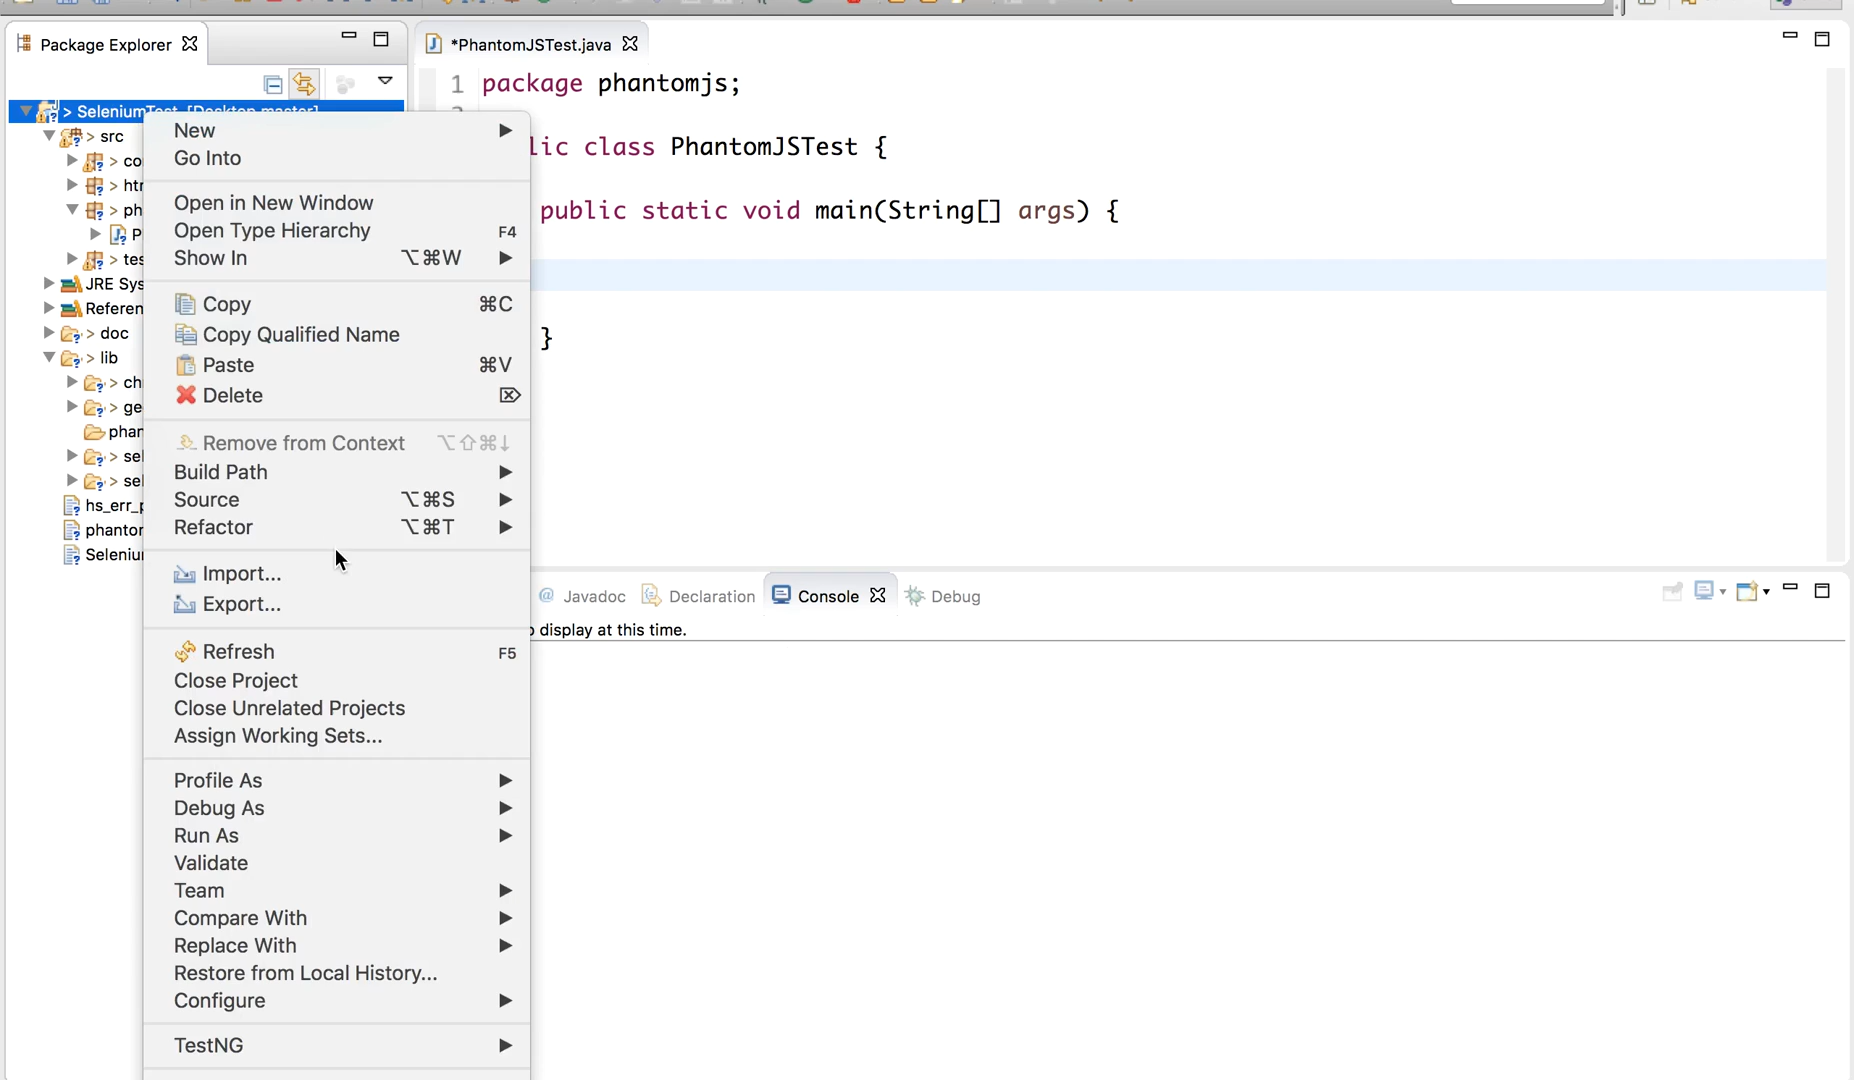 Package Explorer
*PhantomJSTest.java
> SeleniumTest [Desktop master]
> src
> co
> htr
> ph
P
> tes
JRE Sys
Referen
> doc
> lib
> ch
> ge
phan
> sel
> sel
hs_err_p
phanto
Seleniu
New
Go Into
Open in New Window
Open Type Hierarchy F4
Show In ⌥⌘W
Copy ⌘C
Copy Qualified Name
Paste ⌘V
Delete ⌦
Remove from Context ⌥⇧⌘↓
Build Path
Source ⌥⌘S
Refactor ⌥⌘T
Import...
Export...
Refresh F5
Close Project
Close Unrelated Projects
Assign Working Sets...
Profile As
Debug As
Run As
Validate
Team
Compare With
Replace With
Restore from Local History...
Configure
TestNG
1 package phantomjs;
lic class PhantomJSTest {
public static void main(String[] args) {
}
@ Javadoc Declaration Console Debug
display at this time.